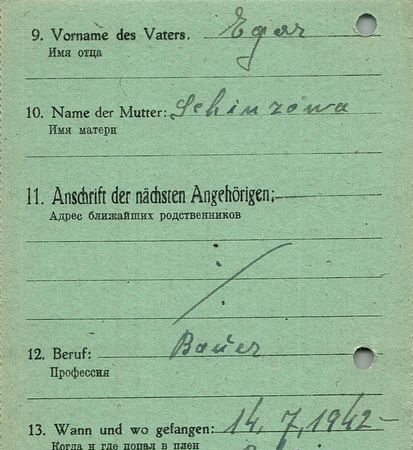 9. Vorname des Vaters. Egor
Имя отца
10. Name der Mutter: Schinzowa
Имя матери
11. Anschrift der nächsten Angehörigen:
Адрес ближайших родственников
12. Beruf: Bauer
Профессия
13. Wann und wo gefangen: 14. 7. 1942
Когда и где попал в плен